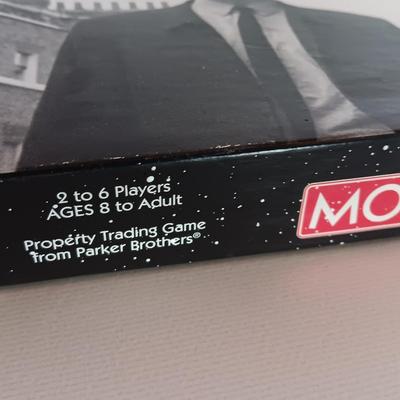 2 to 6 Players
AGES 8 to Adult
Property Trading Game
from Parker Brothers®
MO